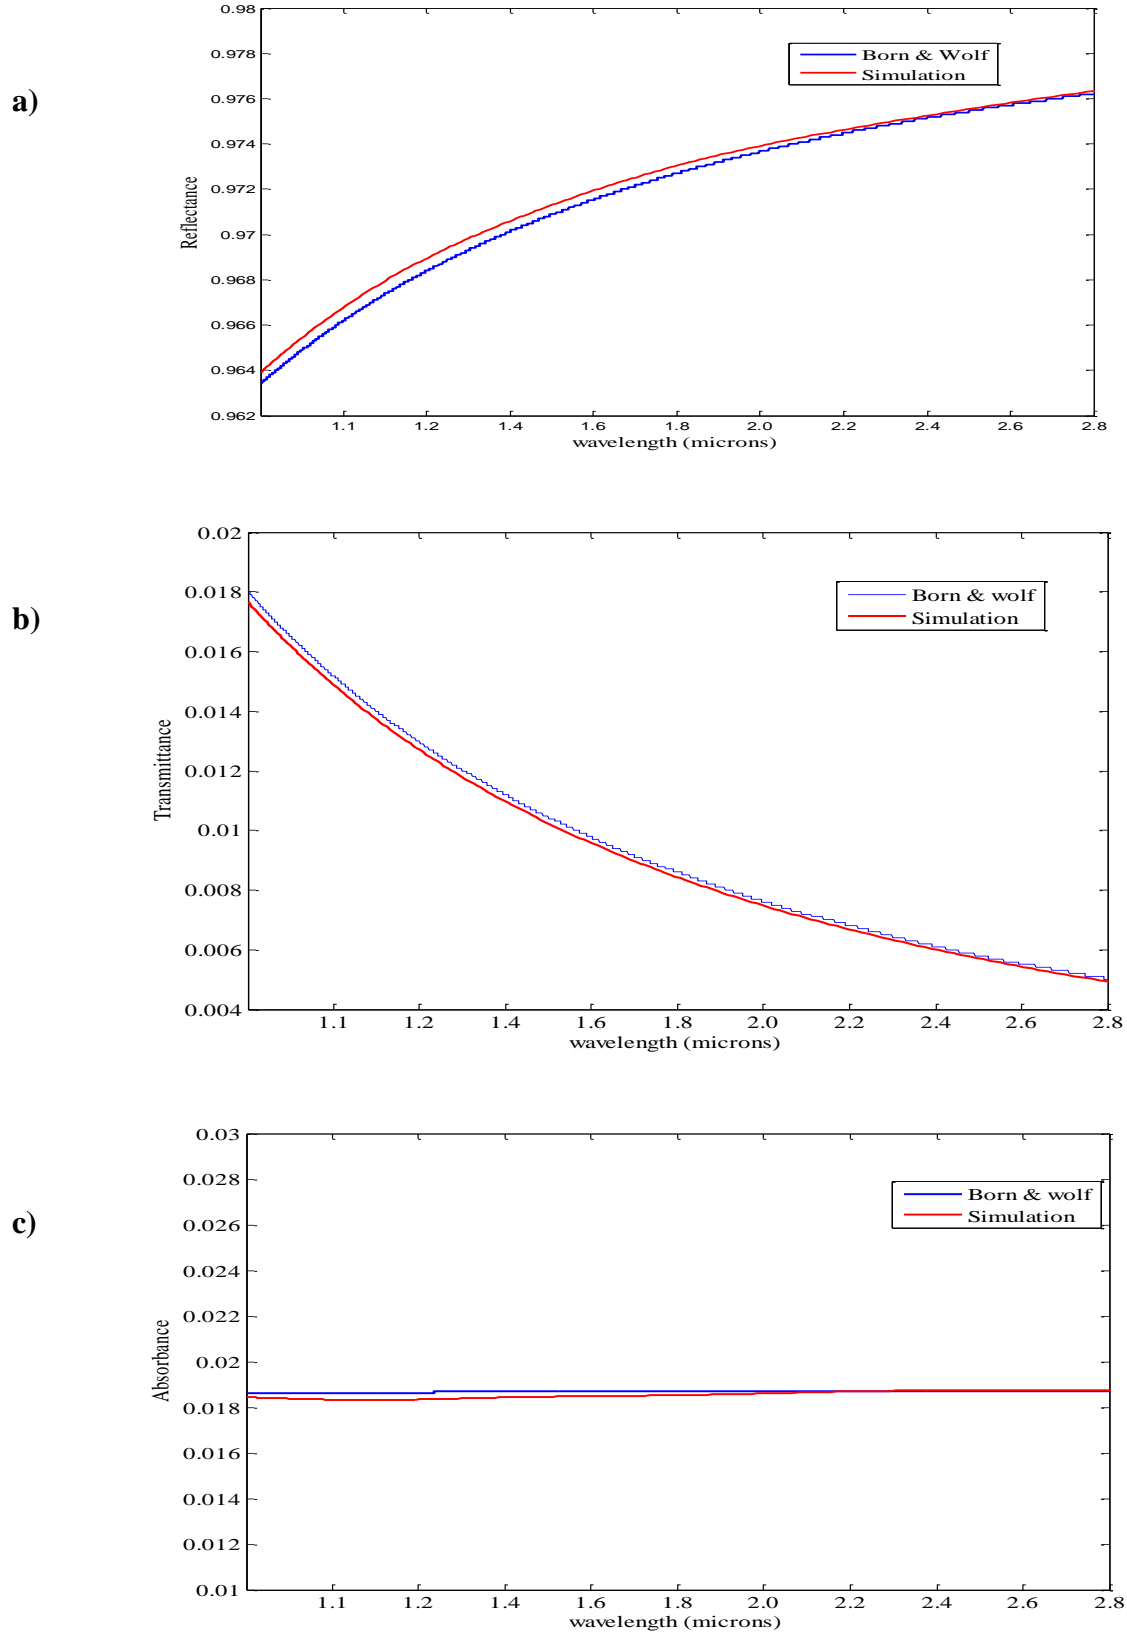 a)
0.98
0.978
0.976
0.974
0.972
0.97
0.968
0.966
0.964
0.962
Reflectance
Born & Wolf
Simulation
1.1 1.2 1.4 1.6 1.8 2.0 2.2 2.4 2.6 2.8
wavelength (microns)
b)
0.02
0.018
0.016
0.014
0.012
0.01
0.008
0.006
0.004
Transmittance
Born & wolf
Simulation
1.1 1.2 1.4 1.6 1.8 2.0 2.2 2.4 2.6 2.8
wavelength (microns)
c)
0.03
0.028
0.026
0.024
0.022
0.02
0.018
0.016
0.014
0.012
0.01
Absorbance
Born & wolf
Simulation
1.1 1.2 1.4 1.6 1.8 2.0 2.2 2.4 2.6 2.8
wavelength (microns)